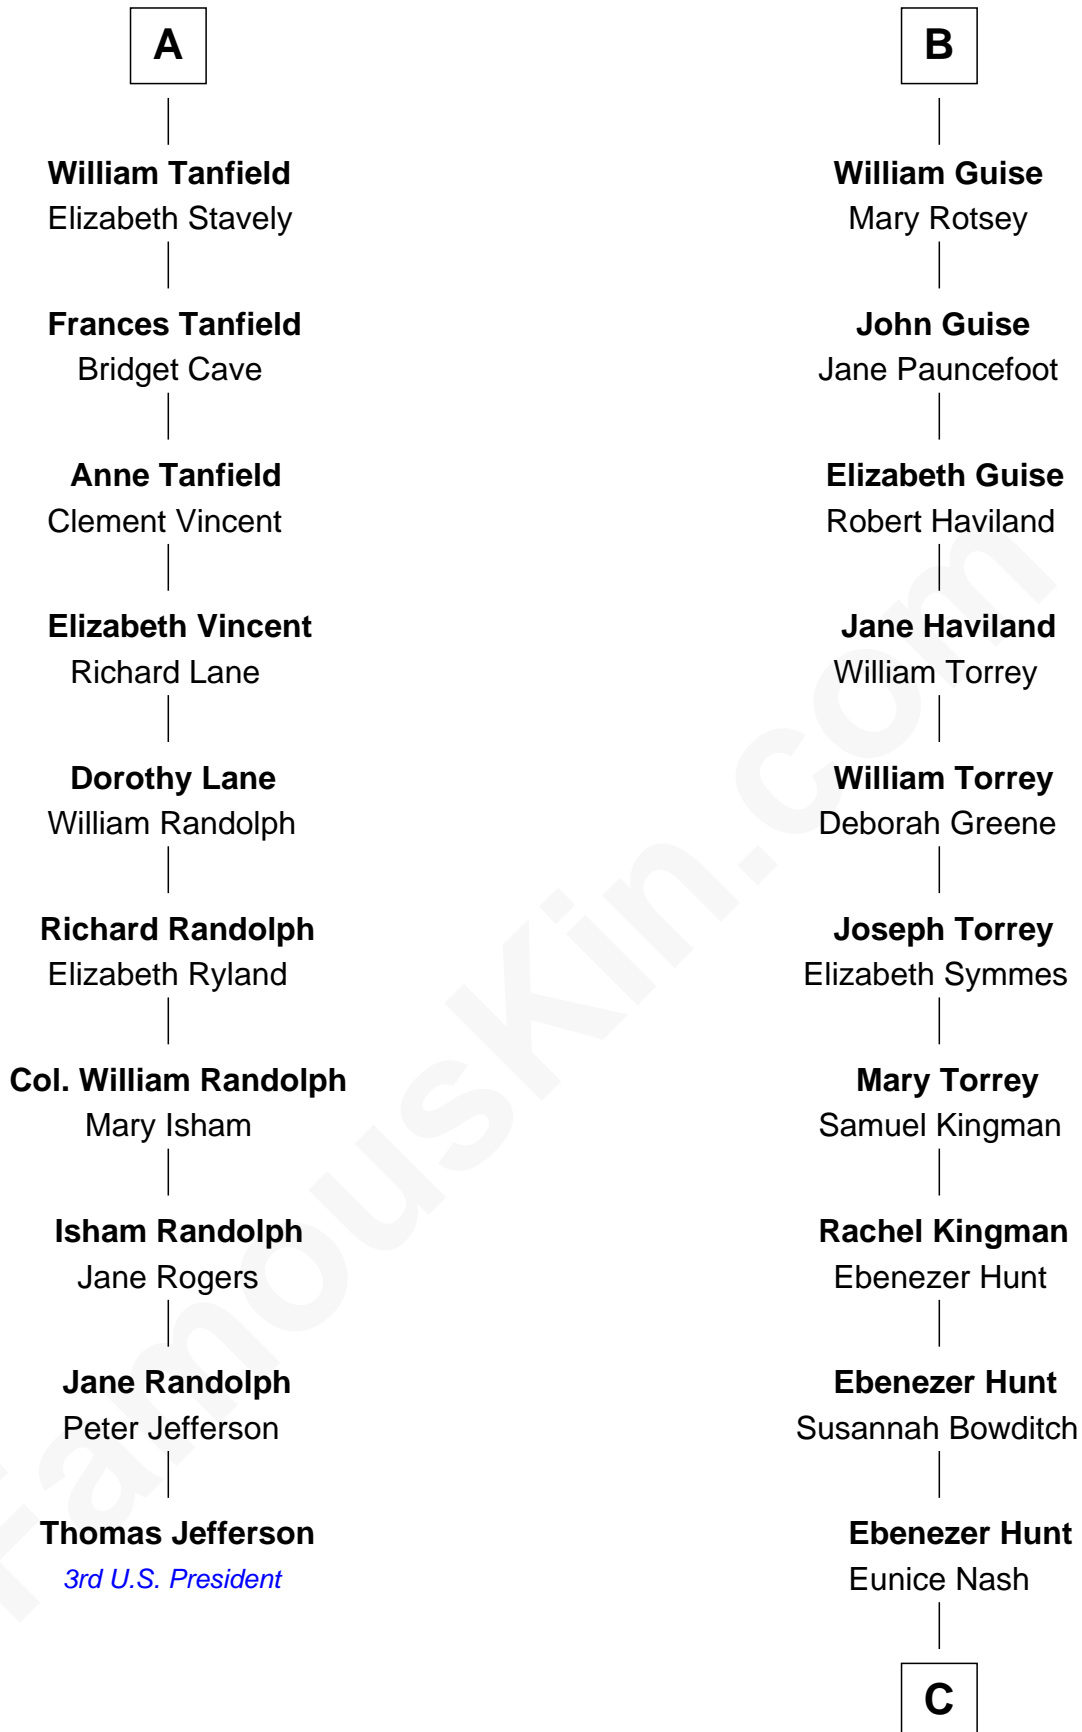 A
William Tanfield
Elizabeth Stavely
Frances Tanfield
Bridget Cave
Anne Tanfield
Clement Vincent
Elizabeth Vincent
Richard Lane
Dorothy Lane
William Randolph
Richard Randolph
Elizabeth Ryland
Col. William Randolph
Mary Isham
Isham Randolph
Jane Rogers
Jane Randolph
Peter Jefferson
Thomas Jefferson
3rd U.S. President
B
William Guise
Mary Rotsey
John Guise
Jane Pauncefoot
Elizabeth Guise
Robert Haviland
Jane Haviland
William Torrey
William Torrey
Deborah Greene
Joseph Torrey
Elizabeth Symmes
Mary Torrey
Samuel Kingman
Rachel Kingman
Ebenezer Hunt
Ebenezer Hunt
Susannah Bowditch
Ebenezer Hunt
Eunice Nash
C
FamousKin.com